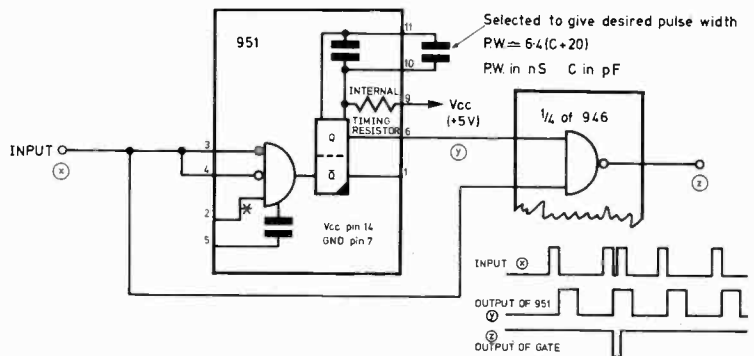 951
11
Selected to give desired pulse width
P.W. ≃ 6·4 (C+20)
P.W. in nS C in pF
10
INTERNAL
9
Vcc
(+5V)
TIMING
RESISTOR
6
1/4 of 946
INPUT
x
3
4
Q
Q̅
y
z
1
2
*
5
Vcc pin 14
GND pin 7
INPUT x
OUTPUT OF 951
y
z
OUTPUT OF GATE